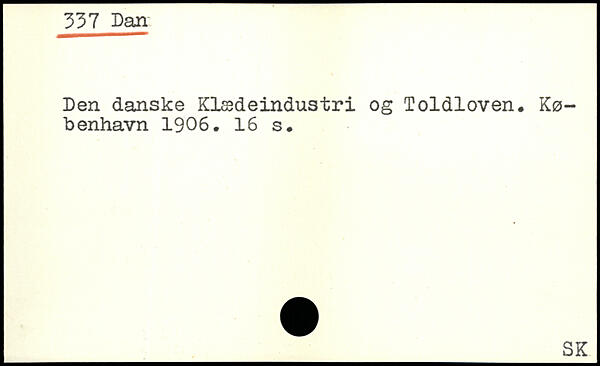 337 Dan
Den danske Klædeindustri og Toldloven. Kø-
benhavn 1906. 16 s.
SK